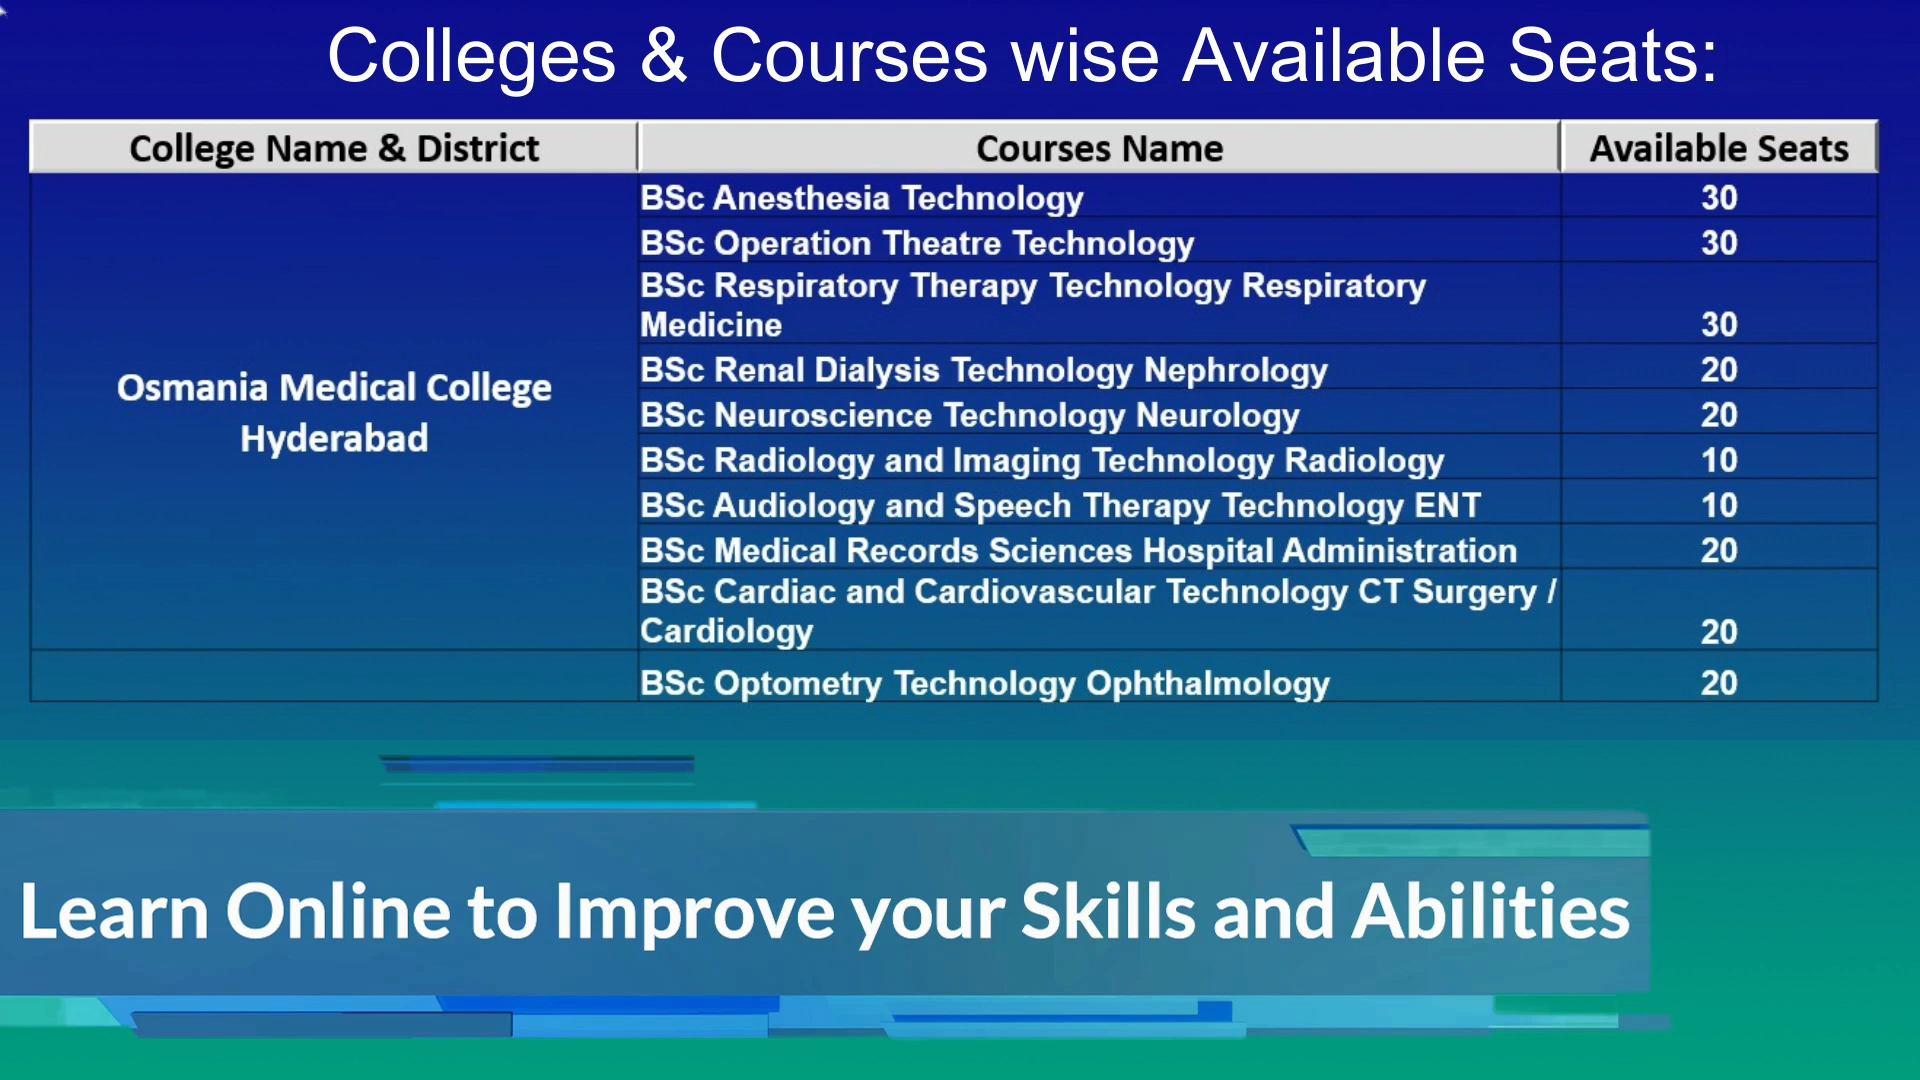 Colleges & Courses wise Available Seats:
College Name & District Courses Name Available Seats
BSc Anesthesia Technology 30
BSc Operation Theatre Technology 30
BSc Respiratory Therapy Technology Respiratory
Medicine 30
Osmania Medical College
Hyderabad
BSc Renal Dialysis Technology Nephrology 20
BSc Neuroscience Technology Neurology 20
BSc Radiology and Imaging Technology Radiology 10
BSc Audiology and Speech Therapy Technology ENT 10
BSc Medical Records Sciences Hospital Administration 20
BSc Cardiac and Cardiovascular Technology CT Surgery /
Cardiology 20
BSc Optometry Technology Ophthalmology 20
Learn Online to Improve your Skills and Abilities